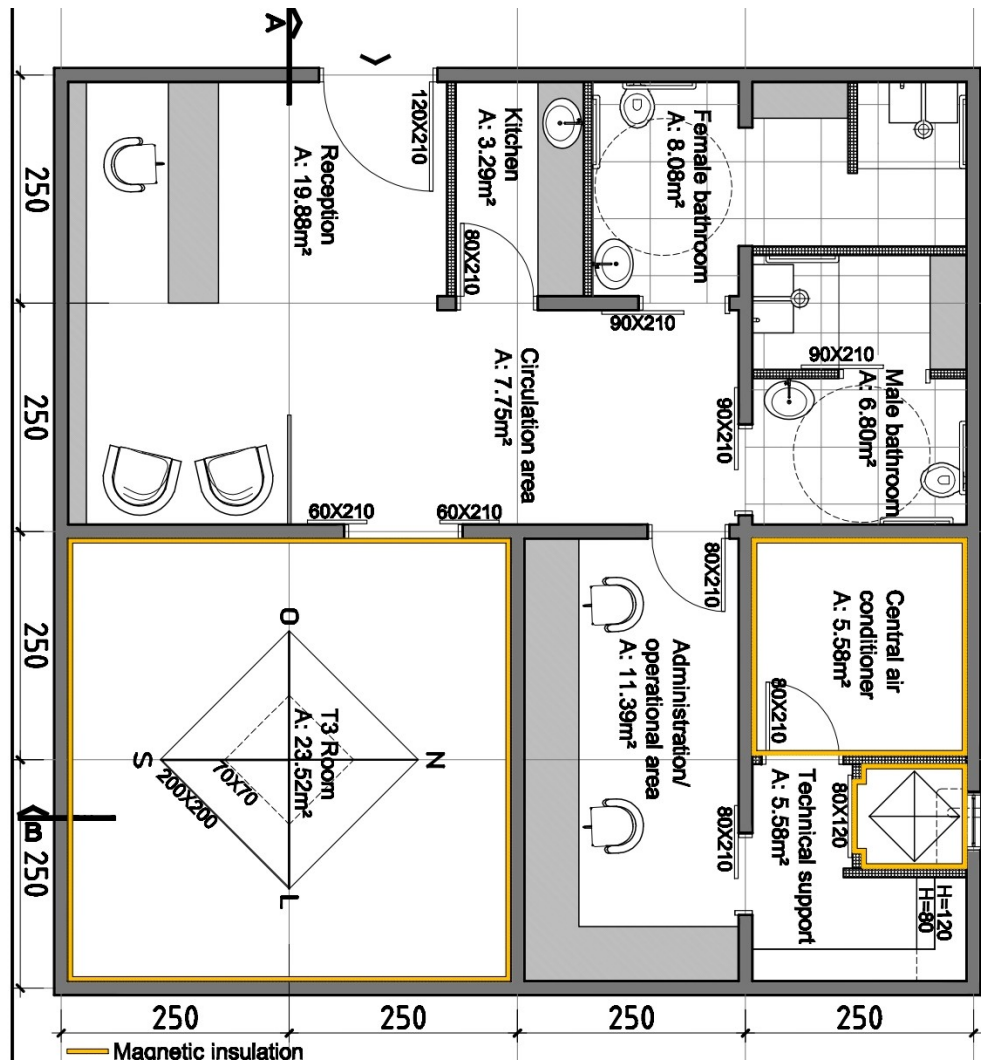 A
120X210
Kitchen
A: 3.29m²
Female bathroom
A: 8.08m²
Reception
A: 19.88m²
80X210
90X210
90X210
Circulation area
A: 7.75m²
90X210
Male bathroom
A: 6.80m²
60X210
60X210
80X210
Central air
conditioner
A: 5.58m²
80X210
Administration/
operational area
A: 11.39m²
O
T3 Room
A: 23.52m²
S
N
L
70X70
200X200
80X210
Technical support
A: 5.58m²
80X120
H=120
H=80
B
250
250
250
250
250
250
250
250
Magnetic insulation